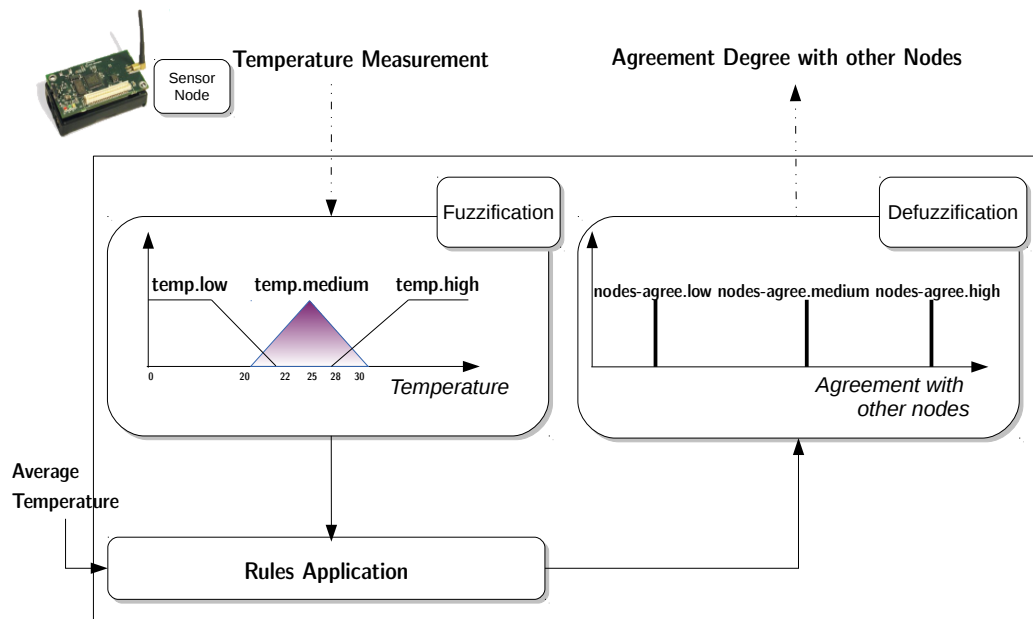 Temperature Measurement
Agreement Degree with other Nodes
Sensor
Node
Fuzzification
Defuzzification
temp.low temp.medium temp.high
0 20 22 25 28 30
Temperature
nodes-agree.low nodes-agree.medium nodes-agree.high
Agreement with
other nodes
Average
Temperature
Rules Application